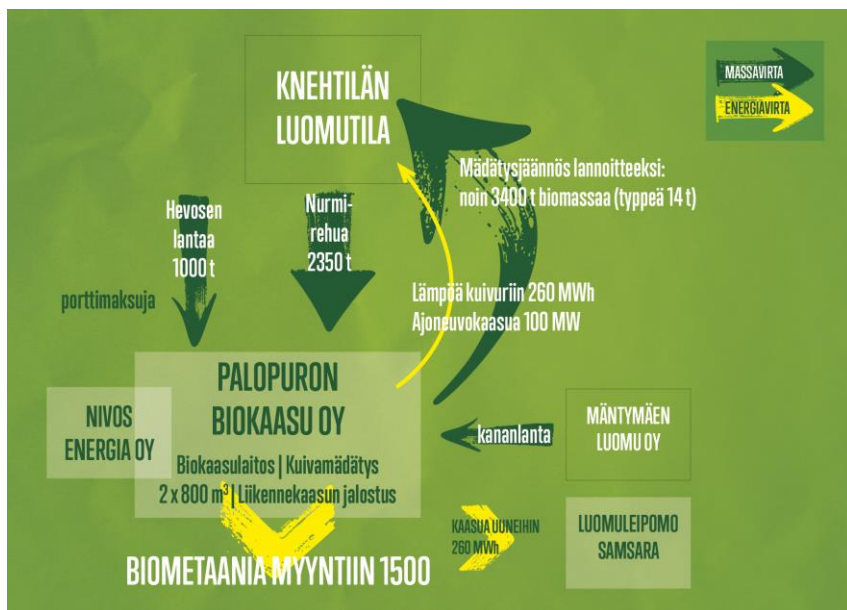 KNEHTILÄN
LUOMUTILA
MASSAVIRTA
ENERGIAVIRTA
Mädätysjäännös lannoitteeksi:
noin 3400 t biomassaa (typpeä 14 t)
Hevosen
lantaa
1000 t
Nurmi-
rehua
2350 t
porttimaksuja
Lämpöä kuivuriin 260 MWh
Ajoneuvokaasua 100 MW
PALOPURON
BIOKAASU OY
Biokaasulaitos | Kuivamädätys
2 x 800 m³ | Liikennekaasun jalostus
NIVOS
ENERGIA OY
kananlanta
MÄNTYMÄEN
LUOMU OY
KAASUA UUNEIHIN
260 MWh
LUOMULEIPOMO
SAMSARA
BIOMETAANIA MYYNTIIN 1500